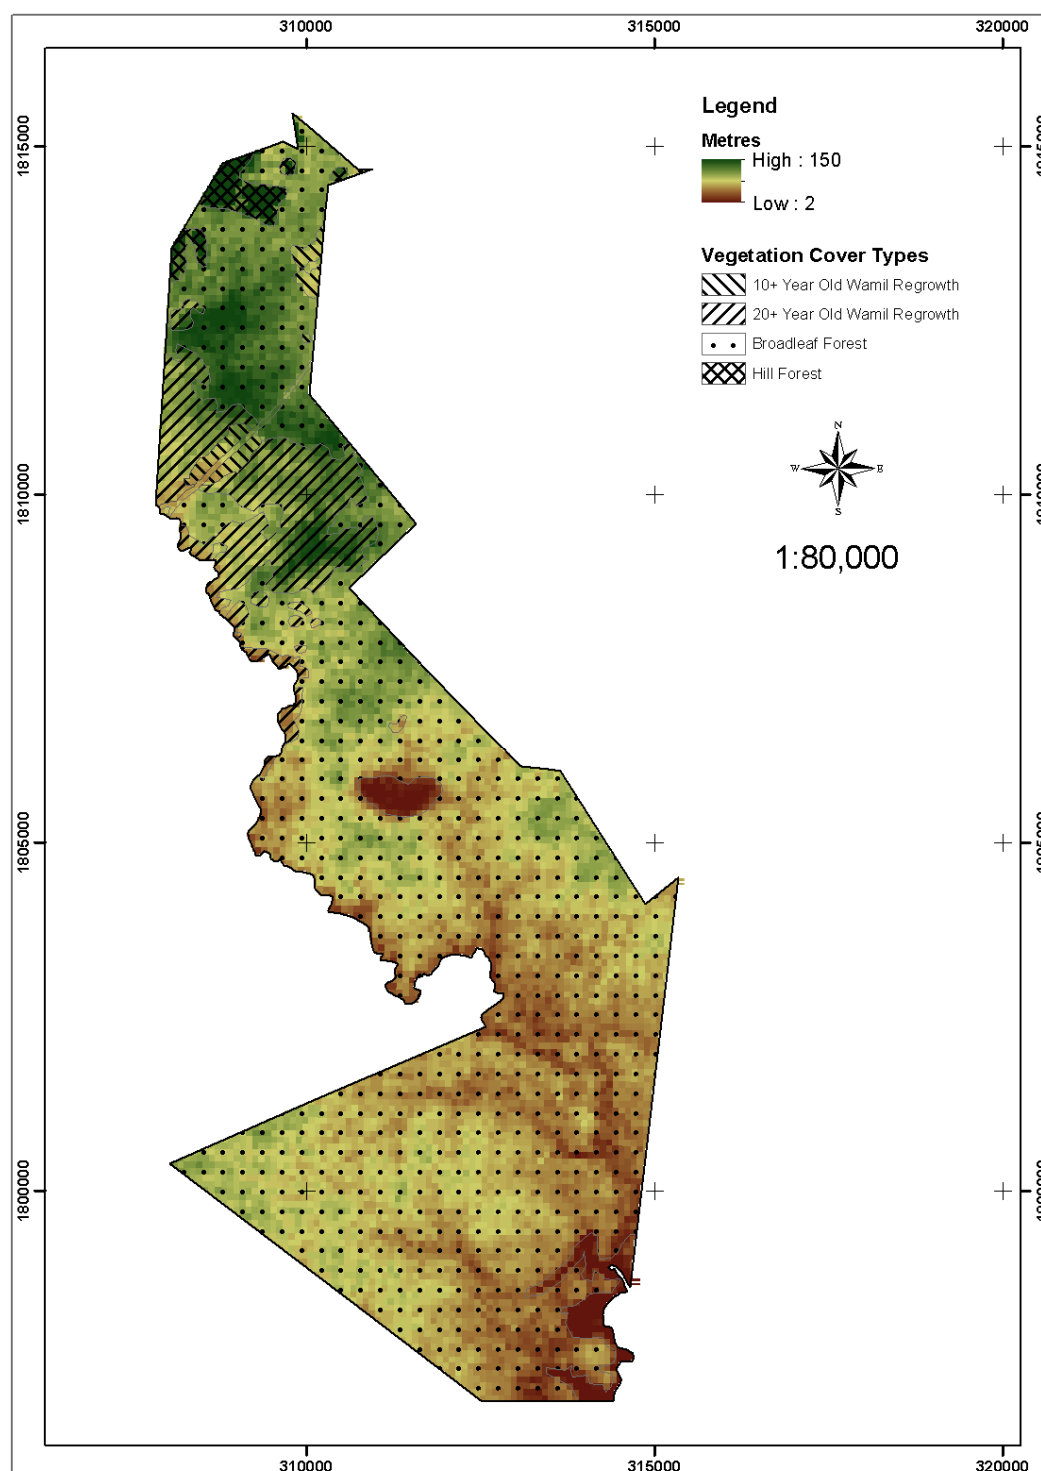 310000 315000 320000
Legend
Metres
High : 150
Low : 2
Vegetation Cover Types
10+ Year Old Wamil Regrowth
20+ Year Old Wamil Regrowth
Broadleaf Forest
Hill Forest
N
W E
S
1:80,000
1815000
1810000
1805000
1800000
310000 315000 320000